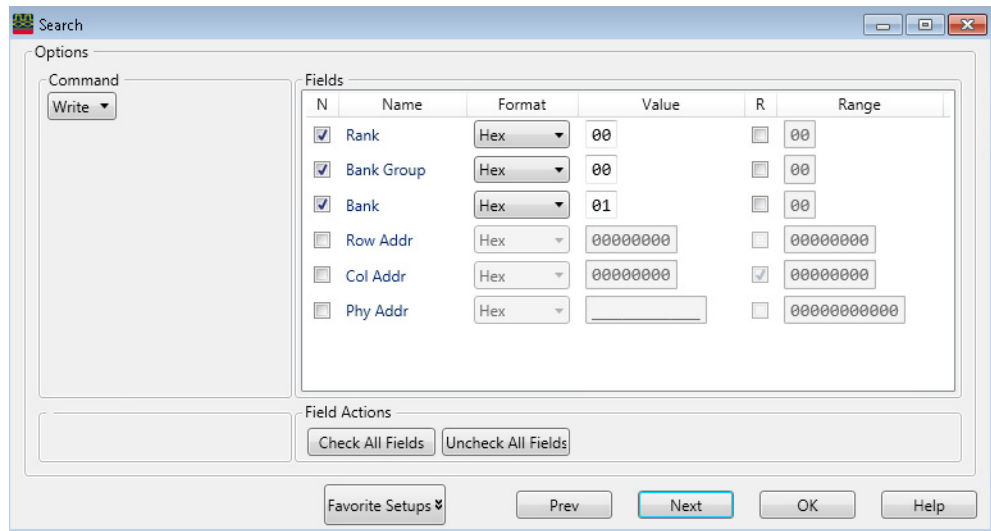 Search
Options
Command
Write
Fields
N Name Format Value R Range
Rank Hex 00 00
Bank Group Hex 00 00
Bank Hex 01 00
Row Addr Hex 00000000 00000000
Col Addr Hex 00000000 00000000
Phy Addr Hex ____________ 00000000000
Field Actions
Check All Fields Uncheck All Fields
Favorite Setups Prev Next OK Help